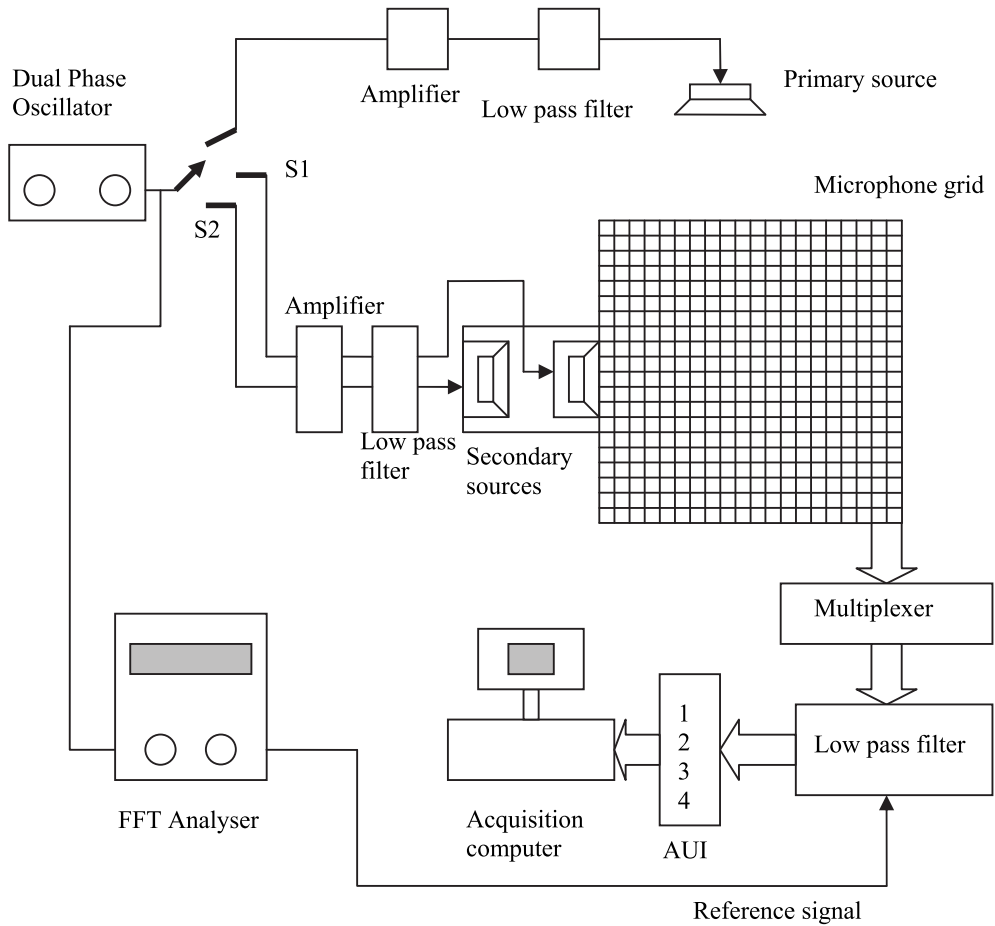 Dual Phase
Oscillator
Amplifier
Low pass filter
Primary source
S1
S2
Microphone grid
Amplifier
Low pass
filter
Secondary
sources
Multiplexer
Low pass filter
1
2
3
4
AUI
Acquisition
computer
FFT Analyser
Reference signal